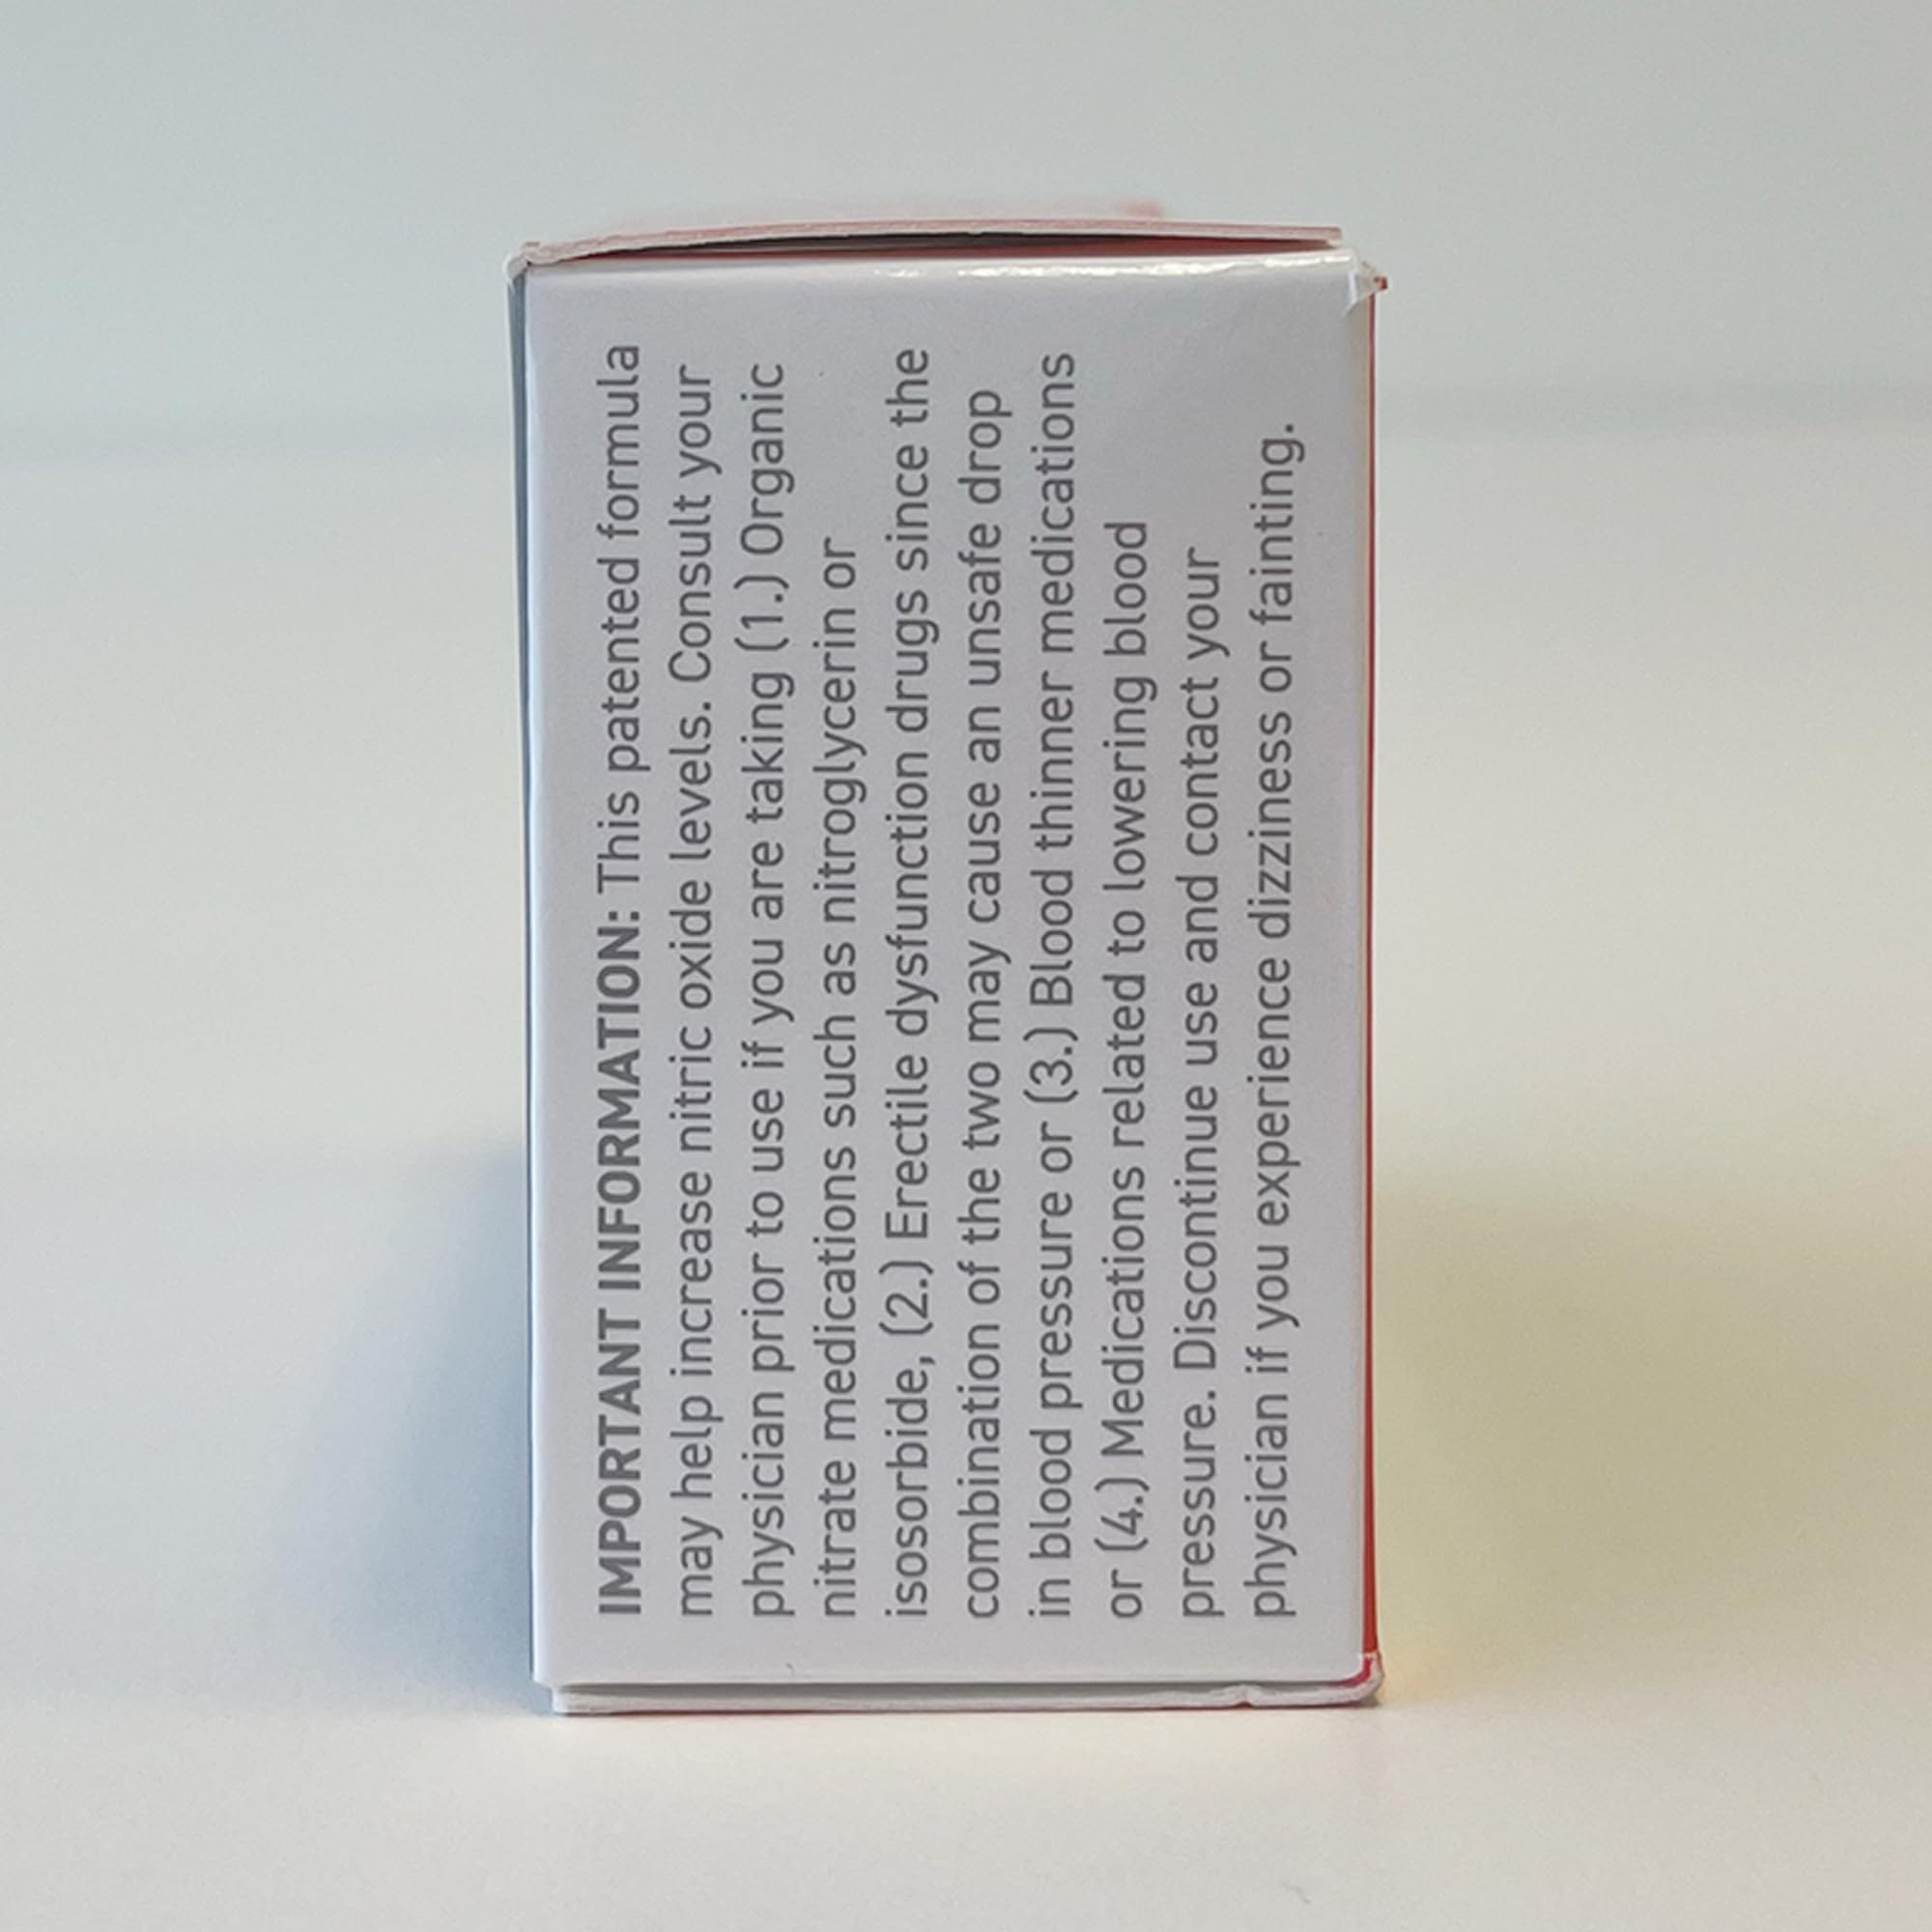 IMPORTANT INFORMATION: This patented formula
may help increase nitric oxide levels. Consult your
physician prior to use if you are taking (1.) Organic
nitrate medications such as nitroglycerin or
isosorbide, (2.) Erectile dysfunction drugs since the
combination of the two may cause an unsafe drop
in blood pressure or (3.) Blood thinner medications
or (4.) Medications related to lowering blood
pressure. Discontinue use and contact your
physician if you experience dizziness or fainting.